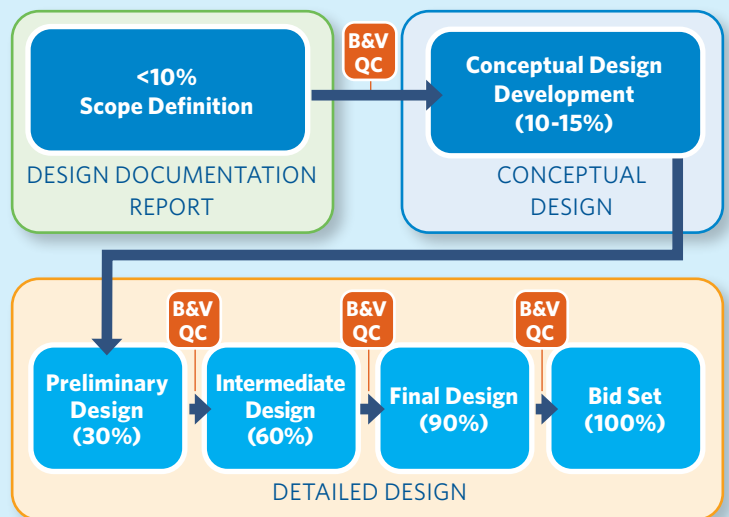 <10%
Scope Definition
DESIGN DOCUMENTATION
REPORT
B&V
QC
Conceptual Design
Development
(10-15%)
CONCEPTUAL
DESIGN
B&V
QC
B&V
QC
B&V
QC
Preliminary
Design
(30%)
Intermediate
Design
(60%)
Final Design
(90%)
Bid Set
(100%)
DETAILED DESIGN